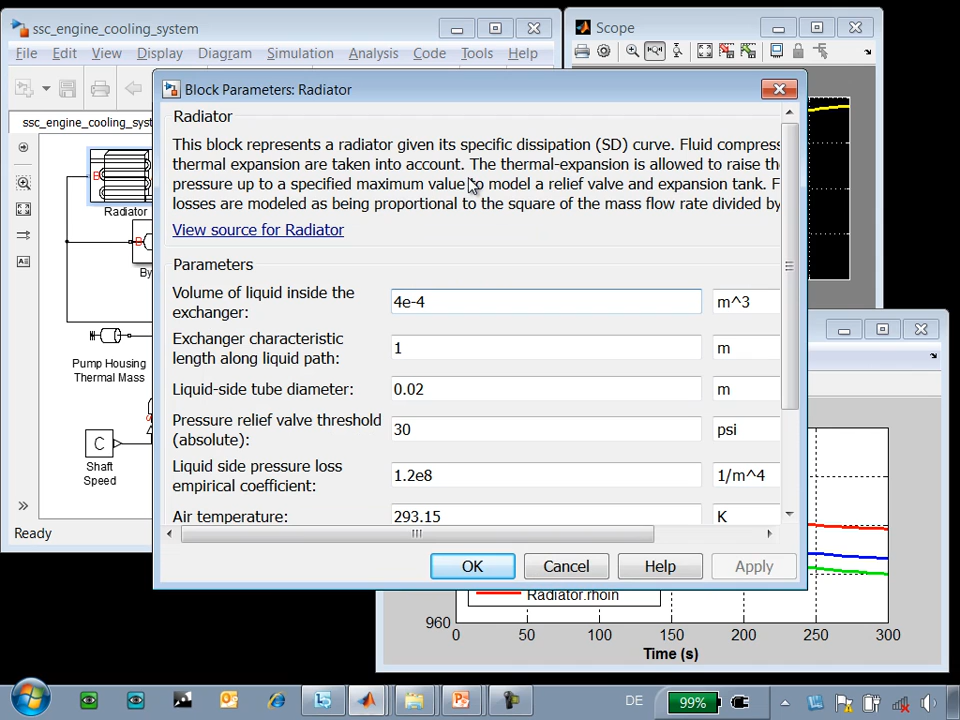 ssc_engine_cooling_system
File Edit View Display Diagram Simulation Analysis Code Tools Help
ssc_engine_cooling_syst
B
Radiator
B
By
Pump Housing
Thermal Mass
C
Shaft
Speed
Ready
Scope
Block Parameters: Radiator
Radiator
This block represents a radiator given its specific dissipation (SD) curve. Fluid compress
thermal expansion are taken into account. The thermal-expansion is allowed to raise the
pressure up to a specified maximum value to model a relief valve and expansion tank. F
losses are modeled as being proportional to the square of the mass flow rate divided by
View source for Radiator
Parameters
Volume of liquid inside the
exchanger:
4e-4
m^3
Exchanger characteristic
length along liquid path:
1
m
Liquid-side tube diameter:
0.02
m
Pressure relief valve threshold
(absolute):
30
psi
Liquid side pressure loss
empirical coefficient:
1.2e8
1/m^4
Air temperature:
293.15
K
OK Cancel Help Apply
Radiator.rhoin
960
0 50 100 150 200 250 300
Time (s)
DE
99%